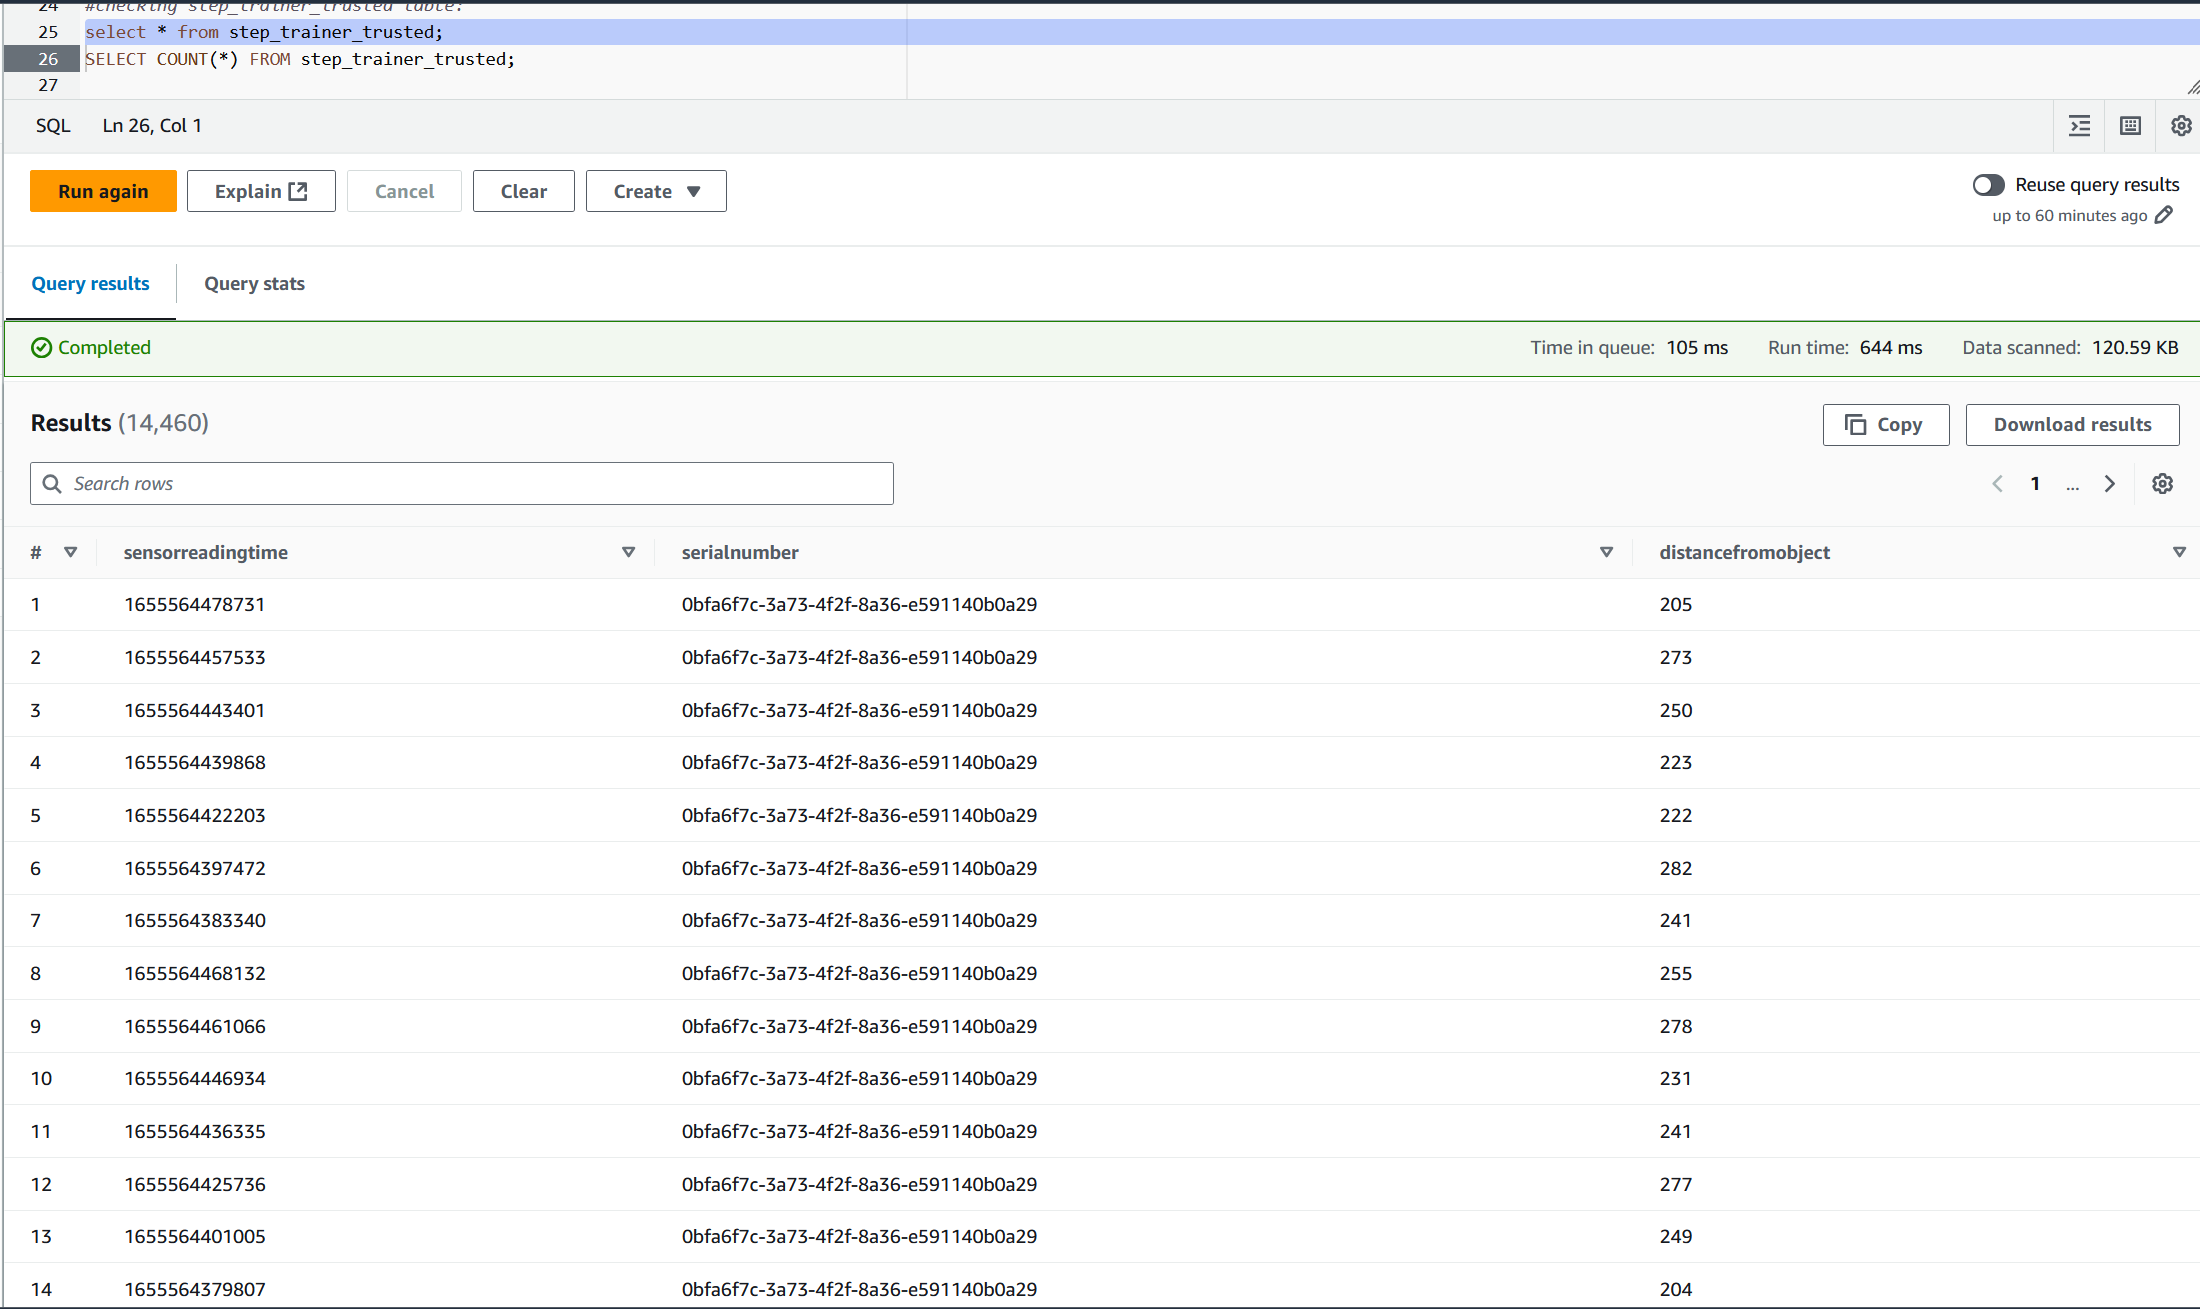 24 #checking step_trainer_trusted table:
25 select * from step_trainer_trusted;
26 SELECT COUNT(*) FROM step_trainer_trusted;
27
SQL Ln 26, Col 1
Run again Explain Cancel Clear Create Reuse query results
up to 60 minutes ago
Query results Query stats
Completed Time in queue: 105 ms Run time: 644 ms Data scanned: 120.59 KB
Results (14,460) Copy Download results
Search rows 1 ...
# sensorreadingtime serialnumber distancefromobject
1 1655564478731 0bfa6f7c-3a73-4f2f-8a36-e591140b0a29 205
2 1655564457533 0bfa6f7c-3a73-4f2f-8a36-e591140b0a29 273
3 1655564443401 0bfa6f7c-3a73-4f2f-8a36-e591140b0a29 250
4 1655564439868 0bfa6f7c-3a73-4f2f-8a36-e591140b0a29 223
5 1655564422203 0bfa6f7c-3a73-4f2f-8a36-e591140b0a29 222
6 1655564397472 0bfa6f7c-3a73-4f2f-8a36-e591140b0a29 282
7 1655564383340 0bfa6f7c-3a73-4f2f-8a36-e591140b0a29 241
8 1655564468132 0bfa6f7c-3a73-4f2f-8a36-e591140b0a29 255
9 1655564461066 0bfa6f7c-3a73-4f2f-8a36-e591140b0a29 278
10 1655564446934 0bfa6f7c-3a73-4f2f-8a36-e591140b0a29 231
11 1655564436335 0bfa6f7c-3a73-4f2f-8a36-e591140b0a29 241
12 1655564425736 0bfa6f7c-3a73-4f2f-8a36-e591140b0a29 277
13 1655564401005 0bfa6f7c-3a73-4f2f-8a36-e591140b0a29 249
14 1655564379807 0bfa6f7c-3a73-4f2f-8a36-e591140b0a29 204